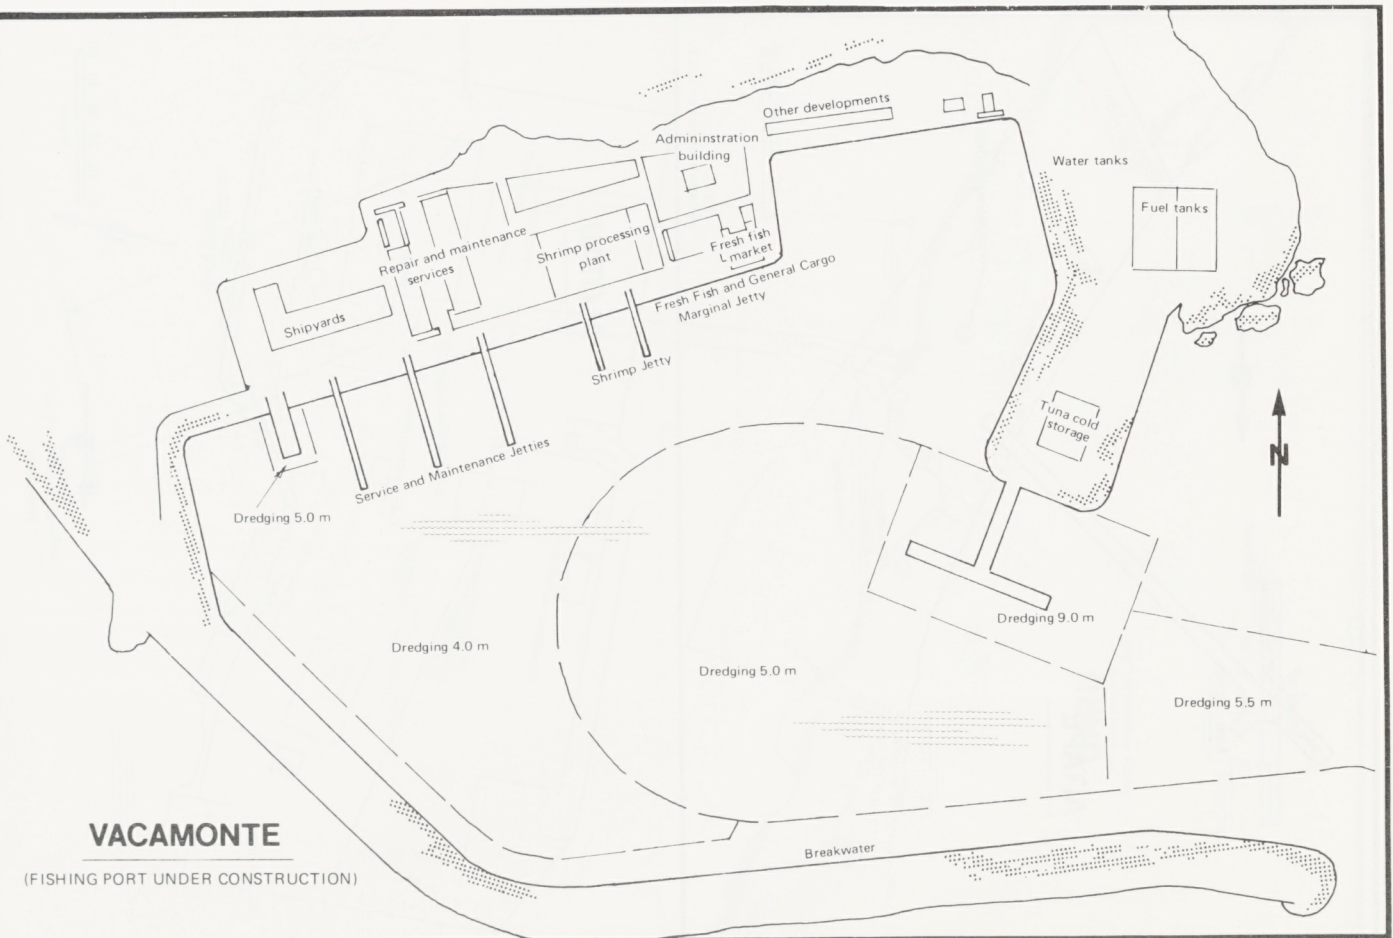 Other developments
Admininstration
building
Water tanks
Fuel tanks
Repair and maintenance
services
Shrimp processing
plant
Fresh fish
market
Fresh Fish and General Cargo
Marginal Jetty
Shipyards
Shrimp Jetty
Tuna cold
storage
N
Service and Maintenance Jetties
Dredging 5.0 m
Dredging 4.0 m
Dredging 5.0 m
Dredging 9.0 m
Dredging 5.5 m
Breakwater
VACAMONTE
(FISHING PORT UNDER CONSTRUCTION)